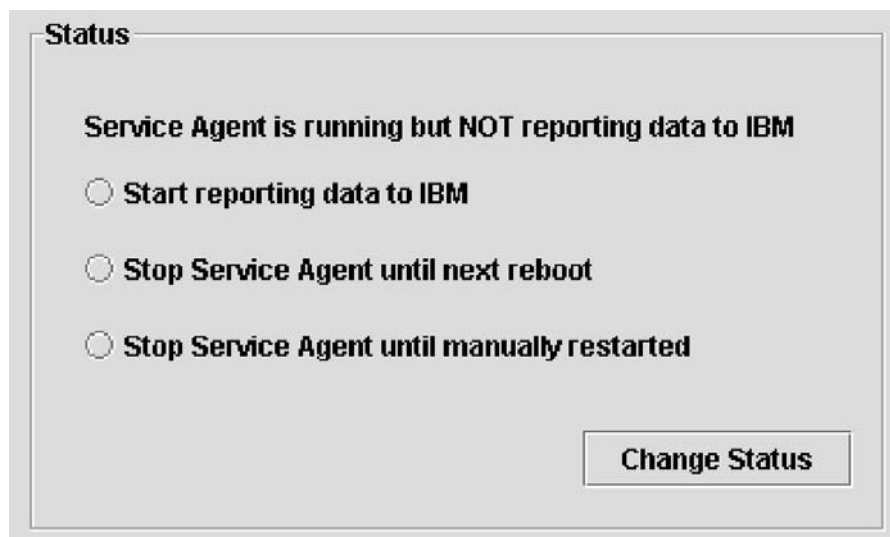 Status
Service Agent is running but NOT reporting data to IBM
Start reporting data to IBM
Stop Service Agent until next reboot
Stop Service Agent until manually restarted
Change Status